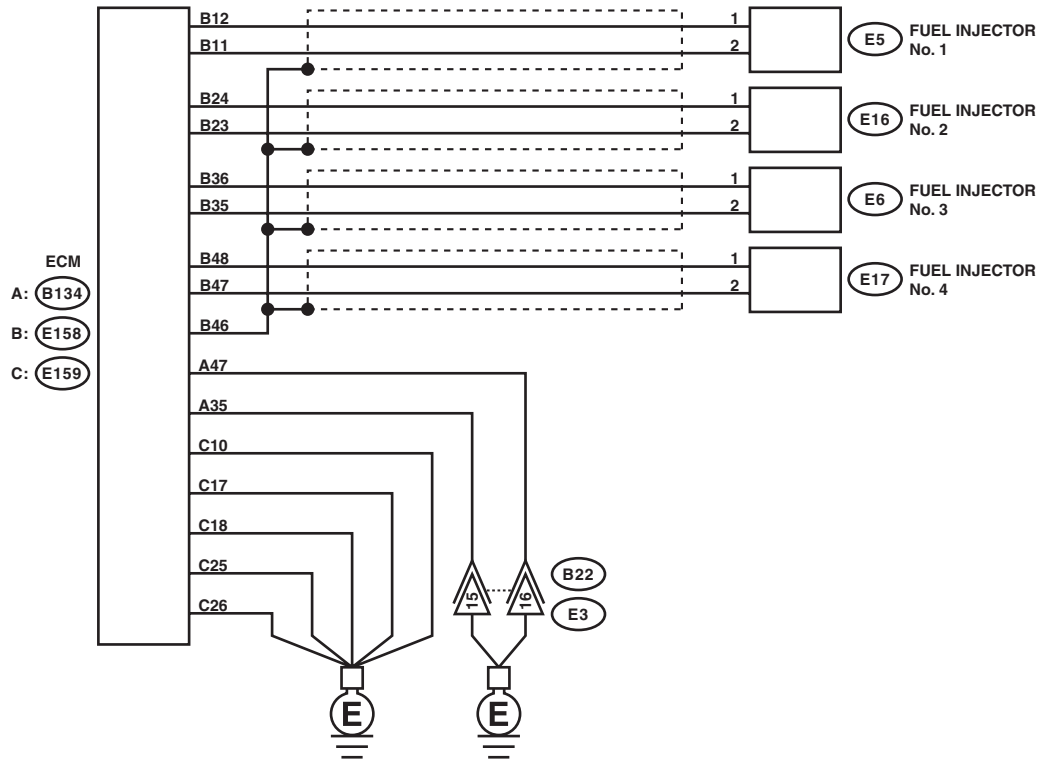 B12
1
FUEL INJECTOR
No. 1
E5
B11
2
B24
1
FUEL INJECTOR
No. 2
E16
B23
2
B36
1
FUEL INJECTOR
No. 3
E6
B35
2
B48
1
FUEL INJECTOR
No. 4
E17
B47
2
ECM
A: B134
B: E158
C: E159
B46
A47
A35
C10
C17
C18
C25
C26
15
16
B22
E3
E
E